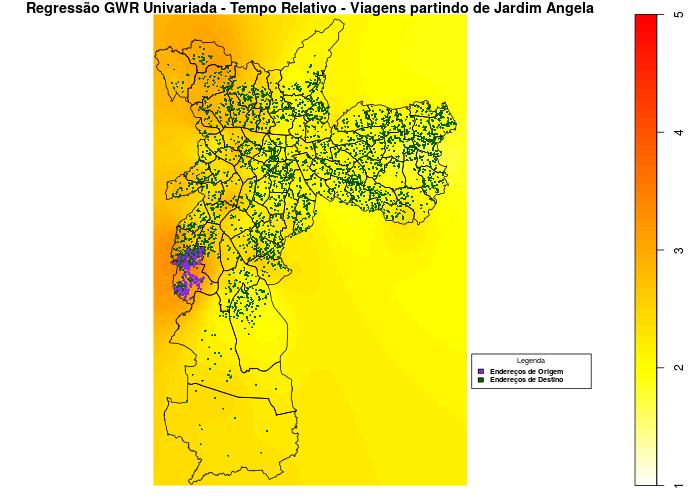 Regressão GWR Univariada - Tempo Relativo - Viagens partindo de Jardim Angela
5
4
3
2
1
Legenda
Endereços de Origem
Endereços de Destino